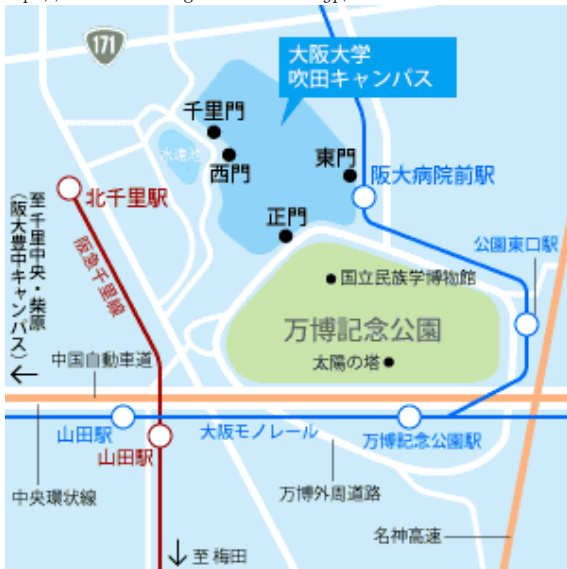 171
大阪大学
吹田キャンパス
千里門
水遠池
西門
東門
阪大病院前駅
北千里駅
正門
公園東口駅
至千里中央・柴原
(阪大豊中キャンパス)
阪急千里線
国立民族学博物館
万博記念公園
太陽の塔
中国自動車道
山田駅
大阪モノレール
万博記念公園駅
山田駅
中央環状線
万博外周道路
名神高速
至 梅田